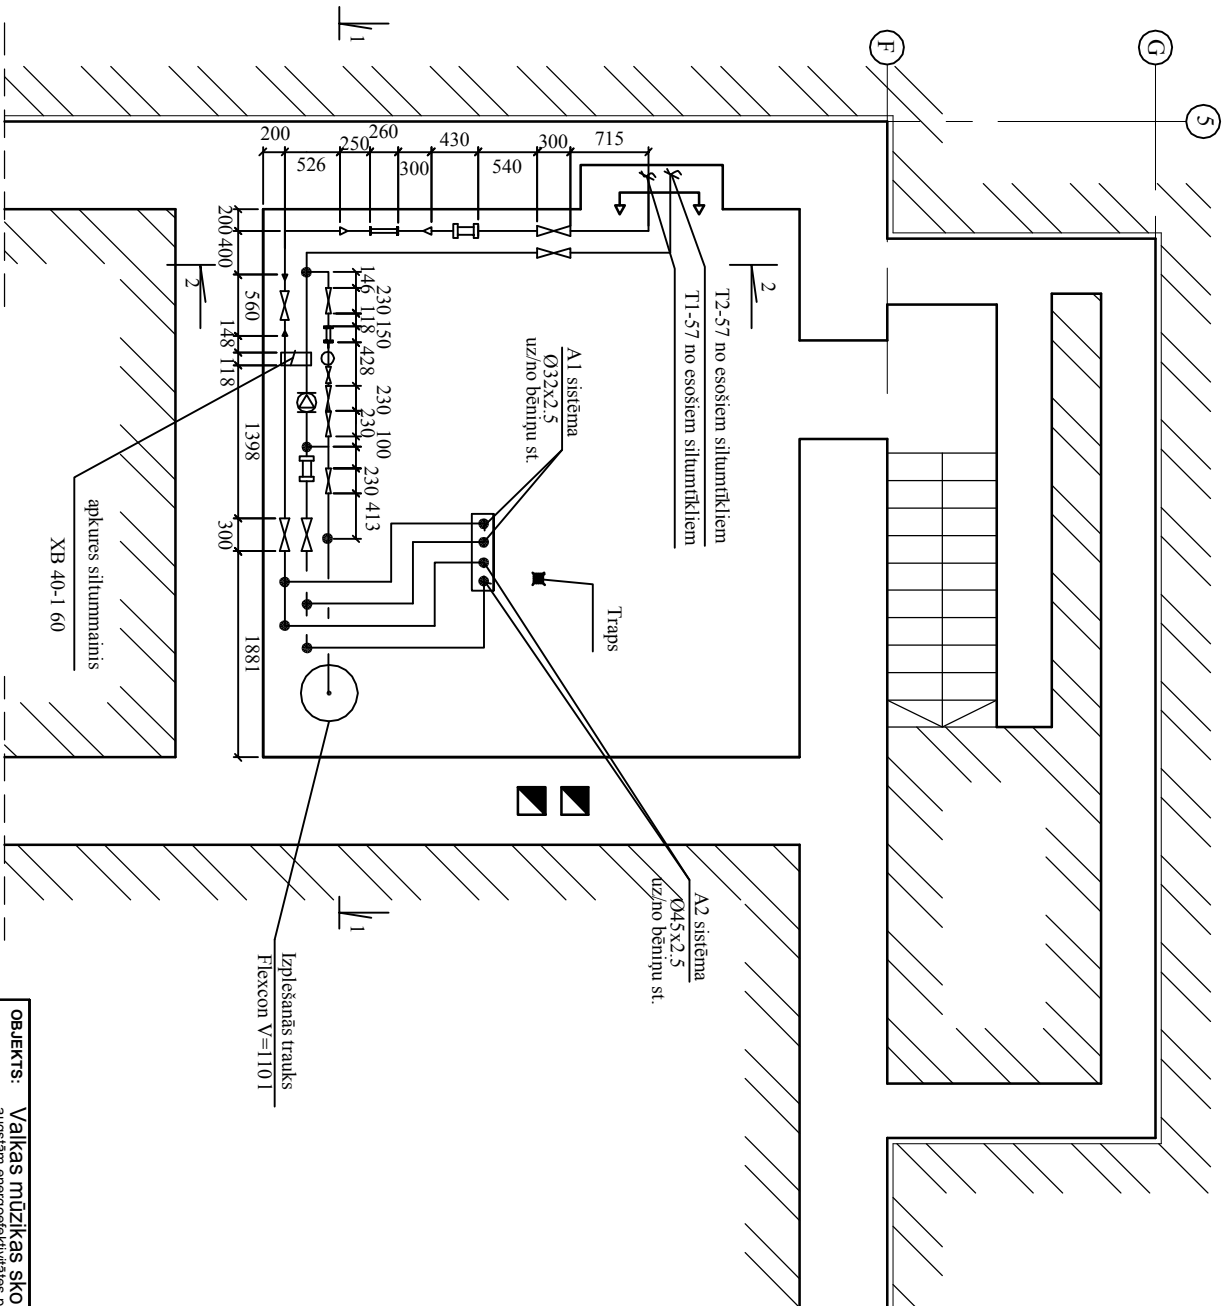 G
F
5
1
200
526
250
260
300
430
540
300
715
200
400
560
148
118
1398
300
1881
2
2
146
230
118
150
428
230
230
100
230
413
T2-57 no esošiem siltumtīkliem
T1-57 no esošiem siltumtīkliem
A1 sistēma
Ø32x2.5
uz/no bēniņu st.
Traps
apkures siltummainis
XB 40-1 60
A2 sistēma
Ø45x2.5
uz/no bēniņu st.
1
Izplešanās trauks
Flexcon V=110 l
OBJEKTS: Valkas mūzikas sko